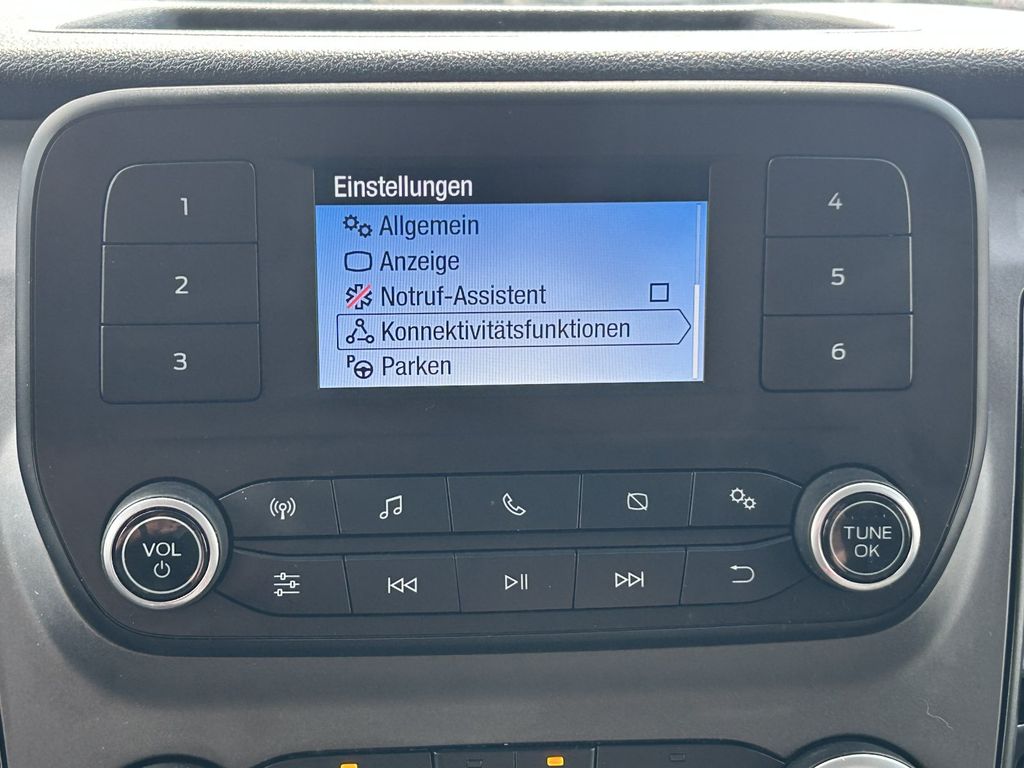 Einstellungen
Allgemein
Anzeige
Notruf-Assistent
Konnektivitätsfunktionen
P Parken
1
2
3
4
5
6
VOL
TUNE
OK